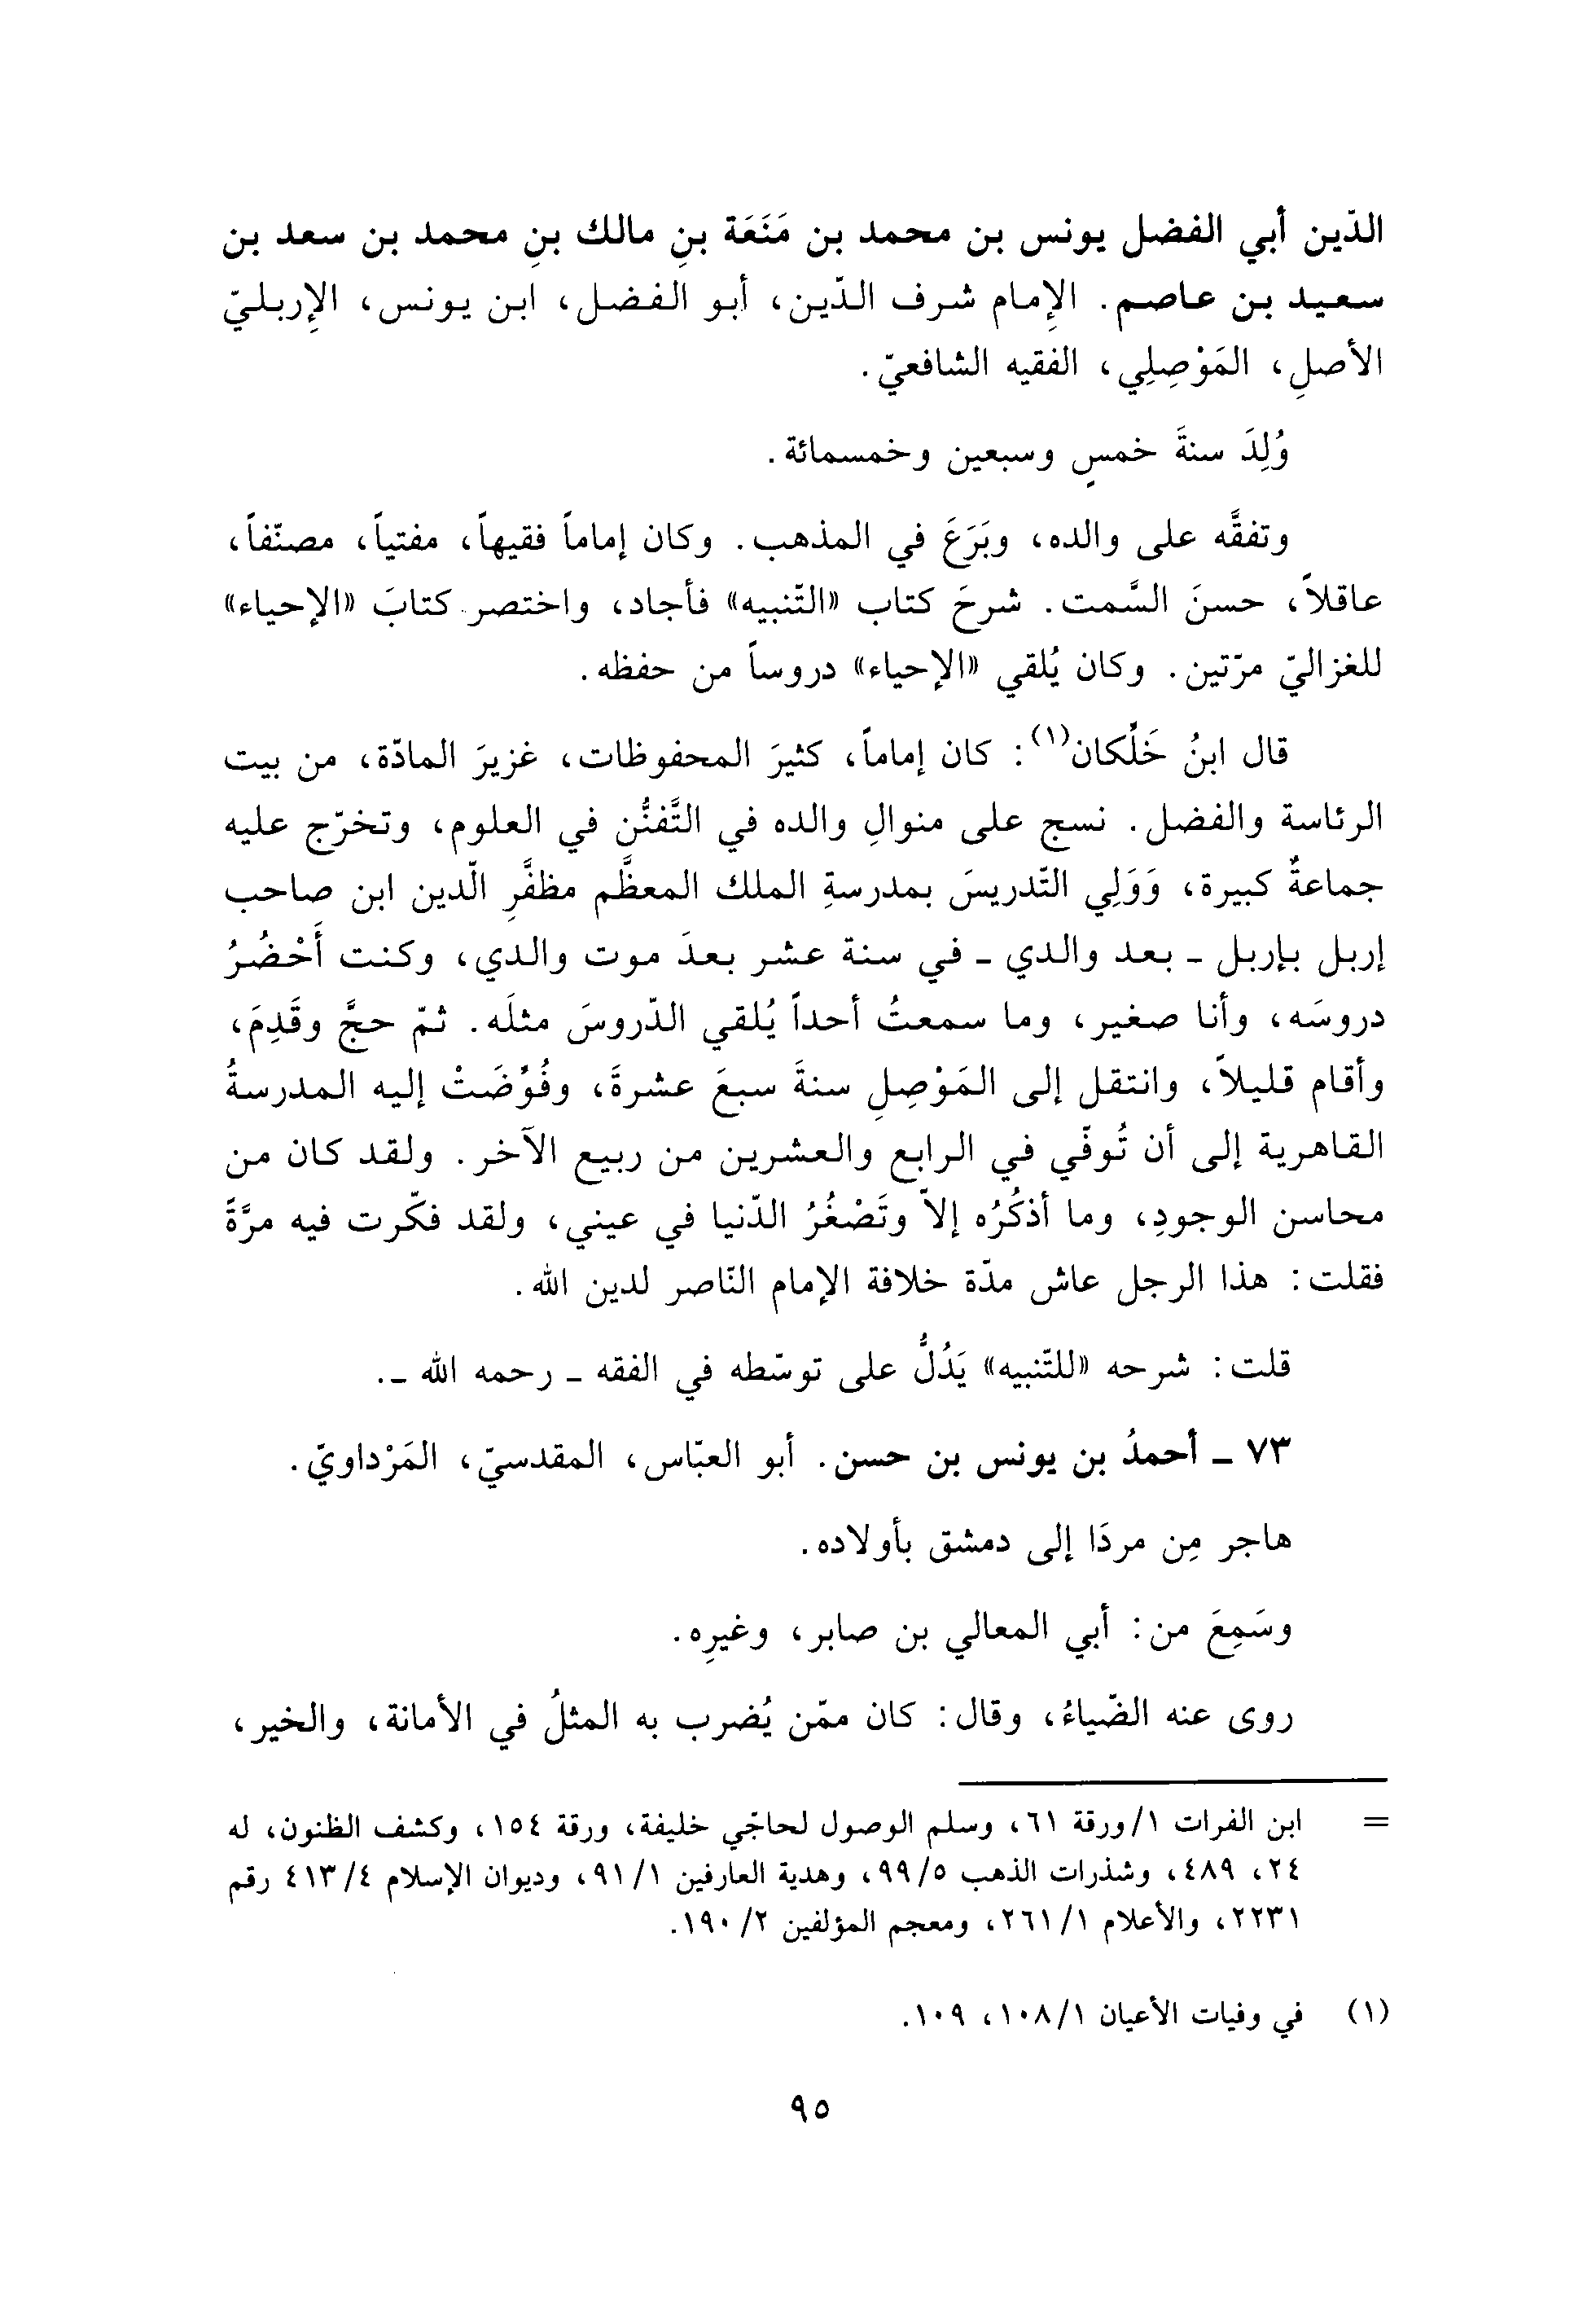 الدّين أبي الفضل يونس بن محمد بن مَنَعَة بنِ مالك بنِ محمد بن سعد بن
سعيد بن عاصم. الإمام شرف الدّين، أبو الفضل، ابن يونس، الإربليّ
الأصلِ، المَوْصِلِي، الفقيه الشافعيّ.
وُلِدَ سنةَ خمسٍ وسبعين وخمسمائة.
وتفقَّه على والده، وبَرَعَ في المذهب. وكان إماماً فقيهاً، مفتياً، مصنّفاً،
عاقلاً، حسنَ السَّمت. شرحَ كتاب «التّنبيه» فأجاد، واختصر كتابَ «الإحياء»
للغزاليّ مرّتين. وكان يُلقي «الإحياء» دروساً من حفظه.
قال ابنُ خَلِّكان(١): كان إماماً، كثيرَ المحفوظات، غزيرَ المادّة، من بيت
الرئاسة والفضل. نسج على منوالِ والده في التَّفنُّن في العلوم، وتخرّج عليه
جماعةٌ كبيرة، وَوَلِي التّدريسَ بمدرسةِ الملك المعظَّم مظفَّرِ الّدين ابن صاحب
إربل بإربل - بعد والدي - في سنة عشر بعدَ موت والدي، وكنت أَحْضُرُ
دروسَه، وأنا صغير، وما سمعتُ أحداً يُلقي الدّروسَ مثلَه. ثمّ حجَّ وقَدِمَ،
وأقام قليلاً، وانتقل إلى المَوْصِلِ سنةَ سبعَ عشرةَ، وفُوِّضَتْ إليه المدرسةُ
القاهرية إلى أن تُوفّي في الرابع والعشرين من ربيع الآخر. ولقد كان من
محاسن الوجودِ، وما أذكُرُه إلاّ وتَصْغُرُ الدّنيا في عيني، ولقد فكّرت فيه مرَّةً
فقلت: هذا الرجل عاش مدّة خلافة الإمام النّاصر لدين الله.
قلت: شرحه «للتّنبيه» يَدُلُّ على توسّطه في الفقه - رحمه الله -.
٧٣ - أحمدُ بن يونس بن حسن. أبو العبّاس، المقدسيّ، المَرْداويّ.
هاجر مِن مردَا إلى دمشق بأولاده.
وسَمِعَ من: أبي المعالي بن صابر، وغيرِه.
روى عنه الضّياءُ، وقال: كان ممّن يُضرب به المثلُ في الأمانة، والخير،
= ابن الفرات ١/ورقة ٦١، وسلم الوصول لحاجّي خليفة، ورقة ١٥٤، وكشف الظنون، له
٢٤، ٤٨٩، وشذرات الذهب ٩٩/٥، وهدية العارفين ٩١/١، وديوان الإسلام ٤١٣/٤ رقم
٢٢٣١، والأعلام ٢٦١/١، ومعجم المؤلفين ١٩٠/٢.
(١) في وفيات الأعيان ١٠٨/١، ١٠٩.
٩٥